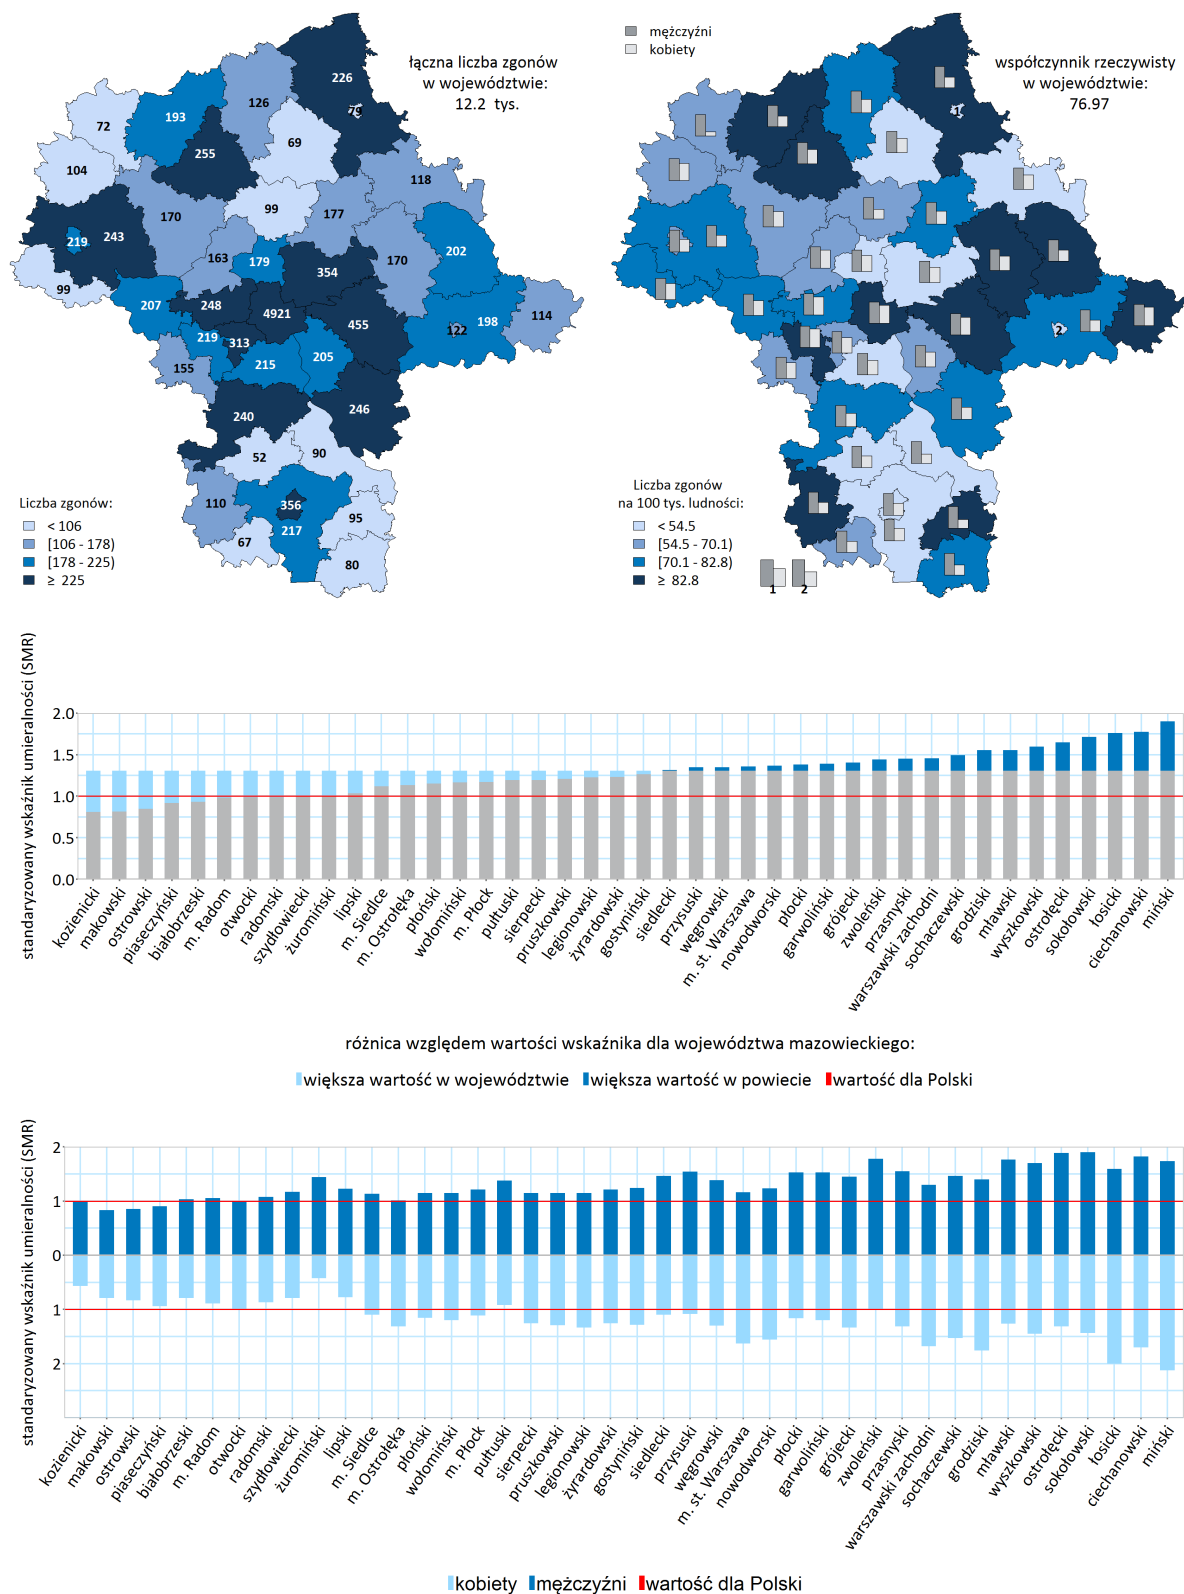 łączna liczba zgonów
w województwie:
12.2 tys.
226
79
126
193
72
69
255
104
118
99
177
170
243
219
202
163
179
170
354
99
207
248
4921
455
198
114
122
219
313
205
215
155
246
240
52
90
110
356
95
217
67
80
Liczba zgonów:
< 106
[106 - 178)
[178 - 225)
≥ 225
mężczyźni
kobiety
współczynnik rzeczywisty
w województwie:
76.97
1
2
Liczba zgonów
na 100 tys. ludności:
< 54.5
[54.5 - 70.1)
[70.1 - 82.8)
≥ 82.8
1 2
standaryzowany wskaźnik umieralności (SMR)
2.0
1.5
1.0
0.5
0.0
kozienicki
makowski
ostrowski
piaseczyński
białobrzeski
m. Radom
otwocki
radomski
szydłowiecki
żuromiński
lipski
m. Siedlce
m. Ostrołęka
płoński
wołomiński
m. Płock
pułtuski
sierpecki
pruszkowski
legionowski
żyrardowski
gostyniński
siedlecki
przysuski
węgrowski
m. st. Warszawa
nowodworski
płocki
garwoliński
grójecki
zwoleński
przasnyski
warszawski zachodni
sochaczewski
grodziski
mławski
wyszkowski
ostrołęcki
sokołowski
łosicki
ciechanowski
miński
różnica względem wartości wskaźnika dla województwa mazowieckiego:
większa wartość w województwie większa wartość w powiecie wartość dla Polski
standaryzowany wskaźnik umieralności (SMR)
2
1
0
1
2
kozienicki
makowski
ostrowski
piaseczyński
białobrzeski
m. Radom
otwocki
radomski
szydłowiecki
żuromiński
lipski
m. Siedlce
m. Ostrołęka
płoński
wołomiński
m. Płock
pułtuski
sierpecki
pruszkowski
legionowski
żyrardowski
gostyniński
siedlecki
przysuski
węgrowski
m. st. Warszawa
nowodworski
płocki
garwoliński
grójecki
zwoleński
przasnyski
warszawski zachodni
sochaczewski
grodziski
mławski
wyszkowski
ostrołęcki
sokołowski
łosicki
ciechanowski
miński
kobiety mężczyźni wartość dla Polski